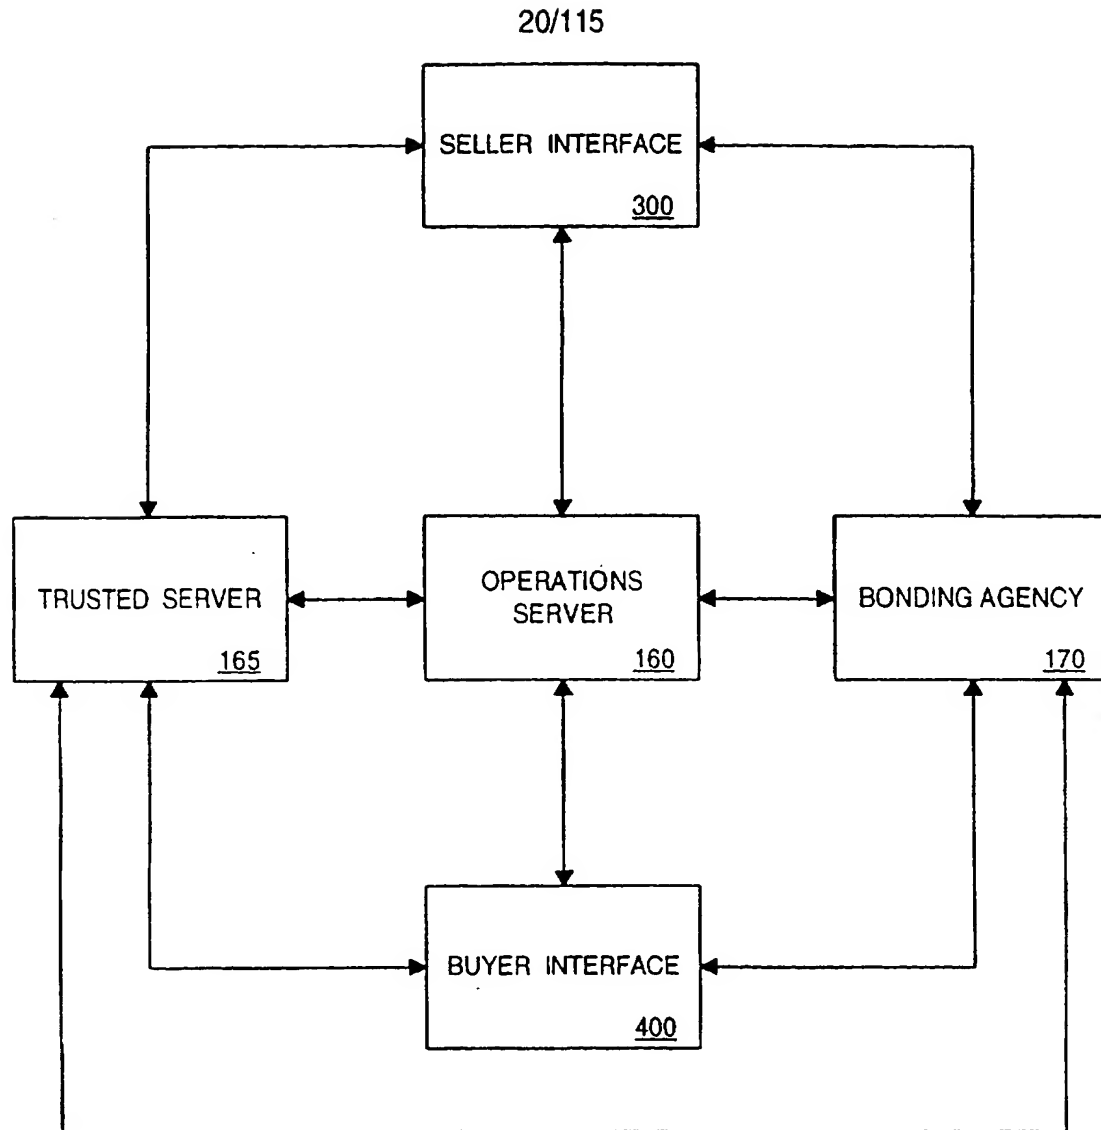 20/115
SELLER INTERFACE
300
TRUSTED SERVER
165
OPERATIONS
SERVER
160
BONDING AGENCY
170
BUYER INTERFACE
400